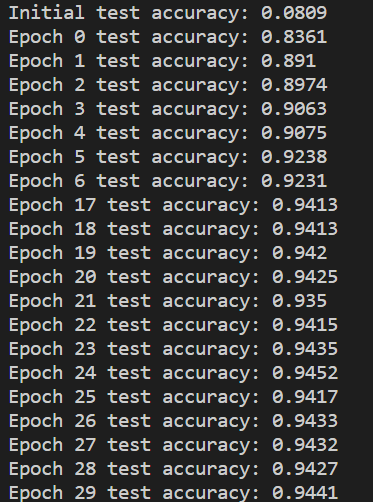 Initial test accuracy: 0.0809
Epoch 0 test accuracy: 0.8361
Epoch 1 test accuracy: 0.891
Epoch 2 test accuracy: 0.8974
Epoch 3 test accuracy: 0.9063
Epoch 4 test accuracy: 0.9075
Epoch 5 test accuracy: 0.9238
Epoch 6 test accuracy: 0.9231
Epoch 17 test accuracy: 0.9413
Epoch 18 test accuracy: 0.9413
Epoch 19 test accuracy: 0.942
Epoch 20 test accuracy: 0.9425
Epoch 21 test accuracy: 0.935
Epoch 22 test accuracy: 0.9415
Epoch 23 test accuracy: 0.9435
Epoch 24 test accuracy: 0.9452
Epoch 25 test accuracy: 0.9417
Epoch 26 test accuracy: 0.9433
Epoch 27 test accuracy: 0.9432
Epoch 28 test accuracy: 0.9427
Epoch 29 test accuracy: 0.9441